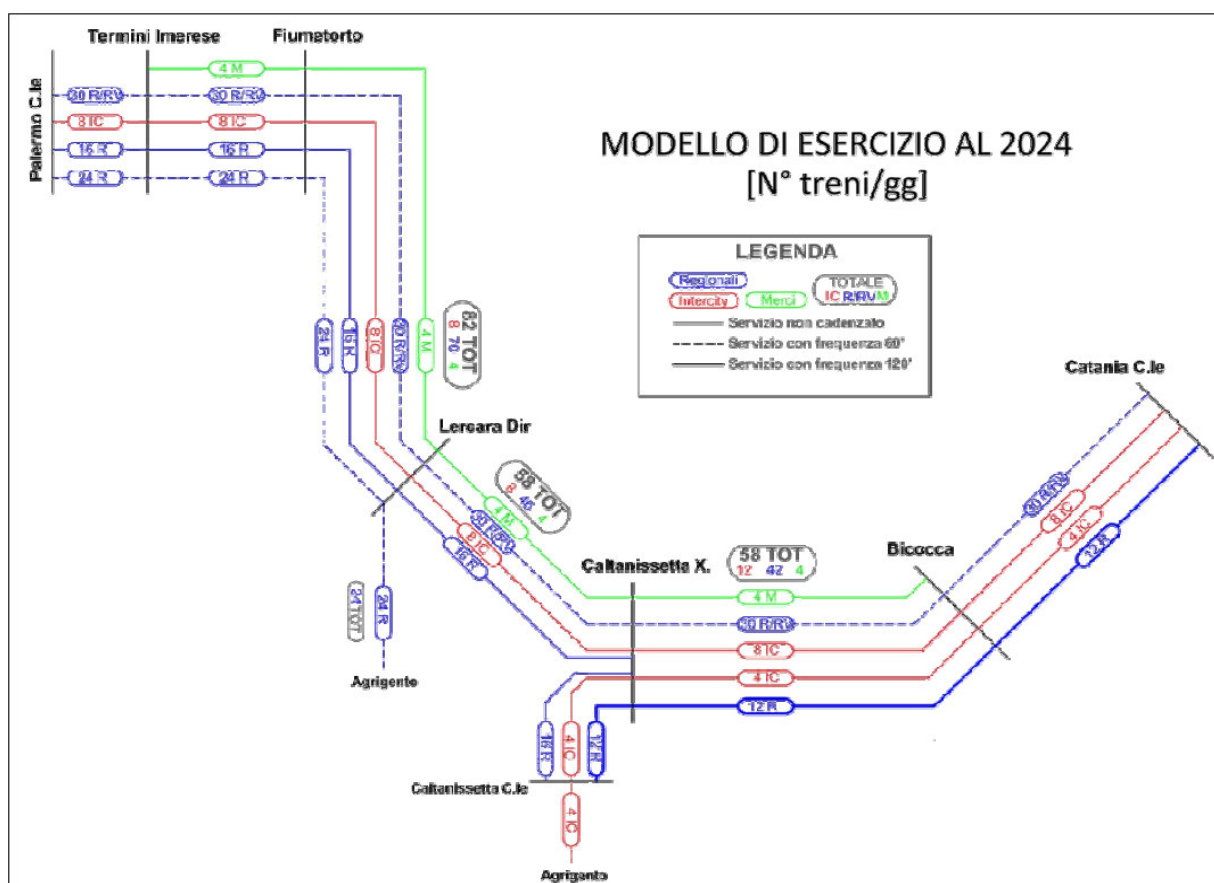 Termini Imerese
Fiumetorto
Palermo C.le
4 M
30 R/RV
30 R/RV
8 IC
8 IC
16 R
16 R
24 R
24 R
MODELLO DI ESERCIZIO AL 2024
[N° treni/gg]
LEGENDA
Regionali
Intercity
Merci
TOTALE
IC R/RV M
Servizio non cadenzato
Servizio con frequenza 60'
Servizio con frequenza 120'
24 R
16 R
8 IC
30 R/RV
4 M
82 TOT
8 70 4
Catania C.le
Lercara Dir
58 TOT
8 46 4
4 M
30 R/RV
8 IC
16 R
30 R/RV
8 IC
4 IC
12 R
Bicocca
Caltanissetta X.
58 TOT
12 42 4
4 M
30 R/RV
8 IC
4 IC
12 R
24 TOT
24 R
Agrigento
16 R
4 IC
12 R
Caltanissetta C.le
4 IC
Agrigento